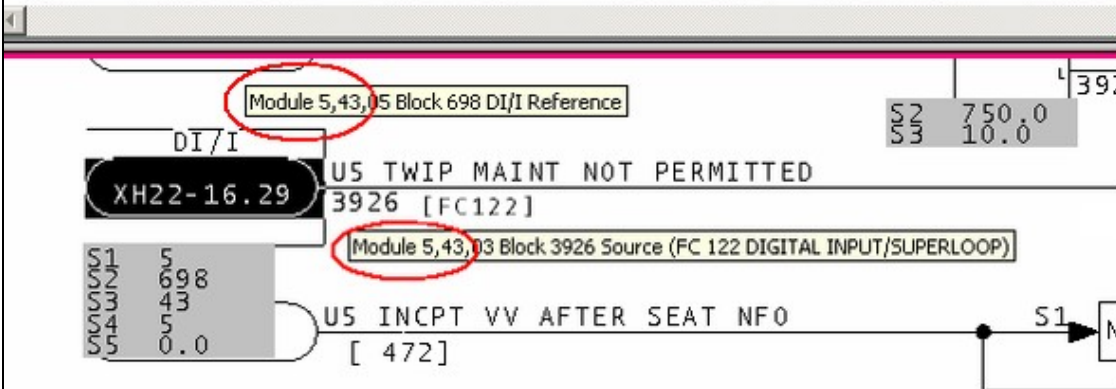 L
392
Module 5,43,05 Block 698 DI/I Reference
S2 750.0
S3 10.0
DI/I
XH22-16.29
U5 TWIP MAINT NOT PERMITTED
3926 [FC122]
Module 5,43,03 Block 3926 Source (FC 122 DIGITAL INPUT/SUPERLOOP)
S1 5
S2 698
S3 43
S4 5
S5 0.0
U5 INCPT VV AFTER SEAT NFO
S1
N
[ 472]